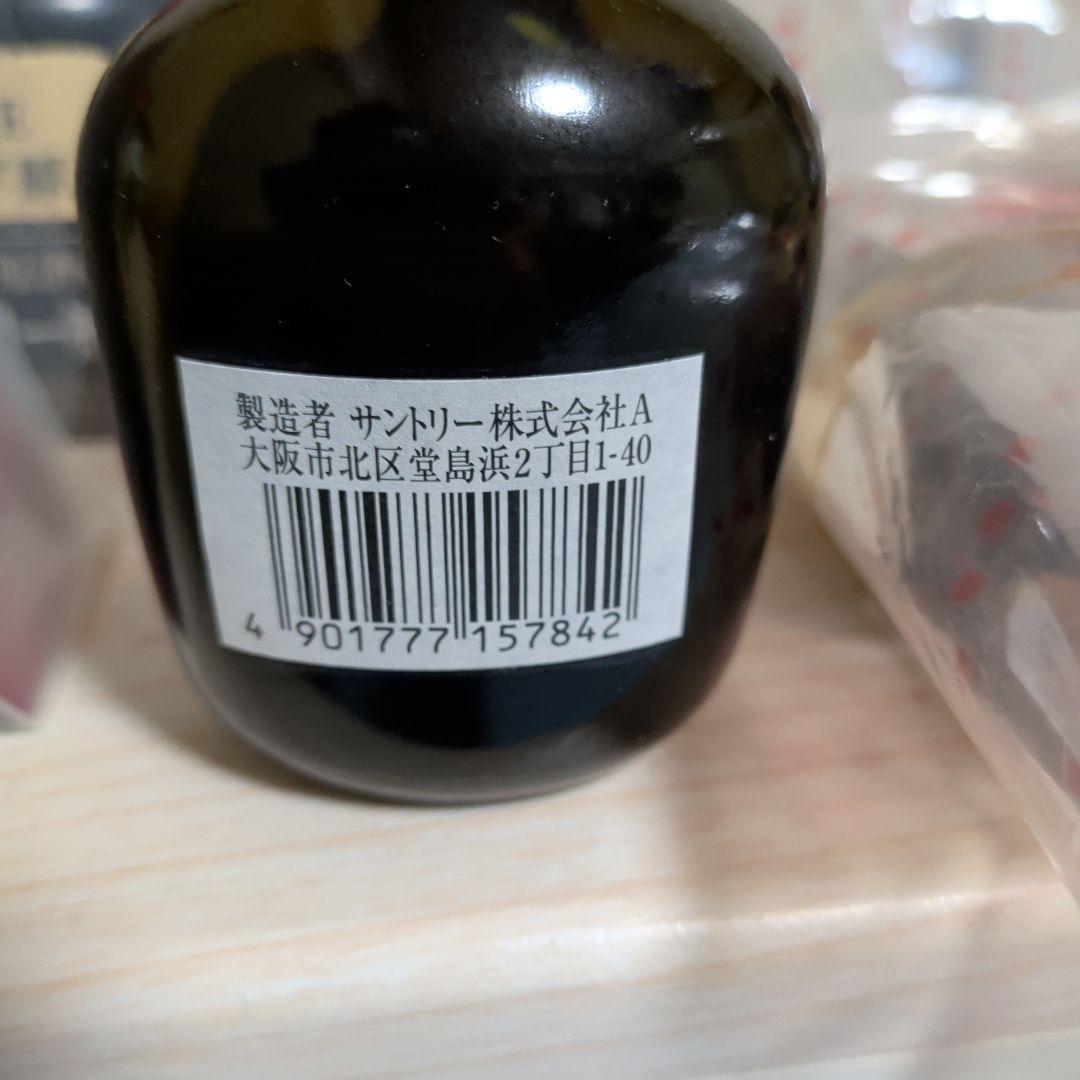 製造者 サントリー株式会社A
大阪市北区堂島浜2丁目1-40
4 901777 157842